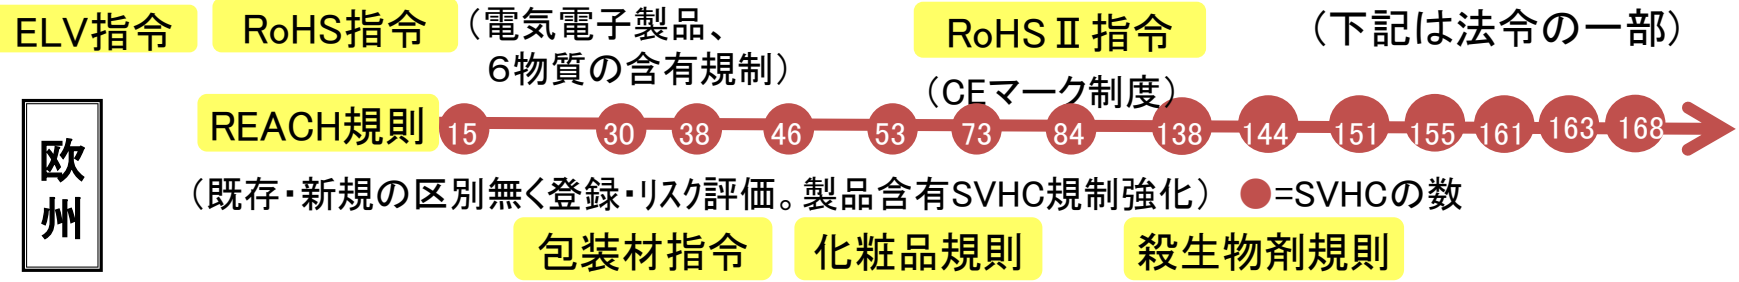 ELV指令 RoHS指令 (電気電子製品、 RoHSⅡ指令 (下記は法令の一部)
6物質の含有規制)
(CEマーク制度)
欧州
REACH規則 15 30 38 46 53 73 84 138 144 151 155 161 163 168
(既存・新規の区別無く登録・リスク評価。製品含有SVHC規制強化) ●=SVHCの数
包装材指令 化粧品規則 殺生物剤規則